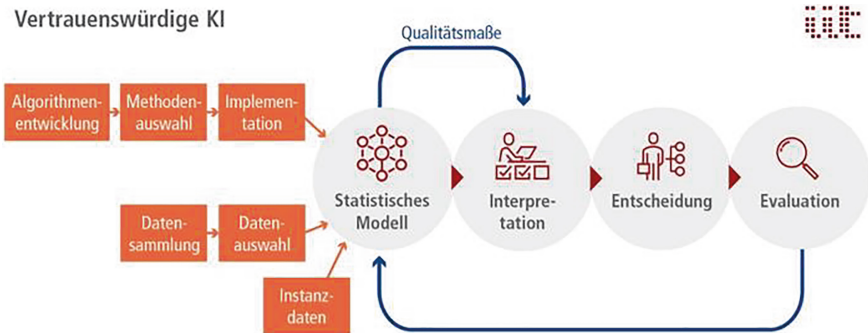 Vertrauenswürdige KI
iit
Qualitätsmaße
Algorithmen-
entwicklung
Methoden-
auswahl
Implemen-
tation
Statistisches
Modell
Interpre-
tation
Entscheidung
Evaluation
Daten-
sammlung
Daten-
auswahl
Instanz-
daten